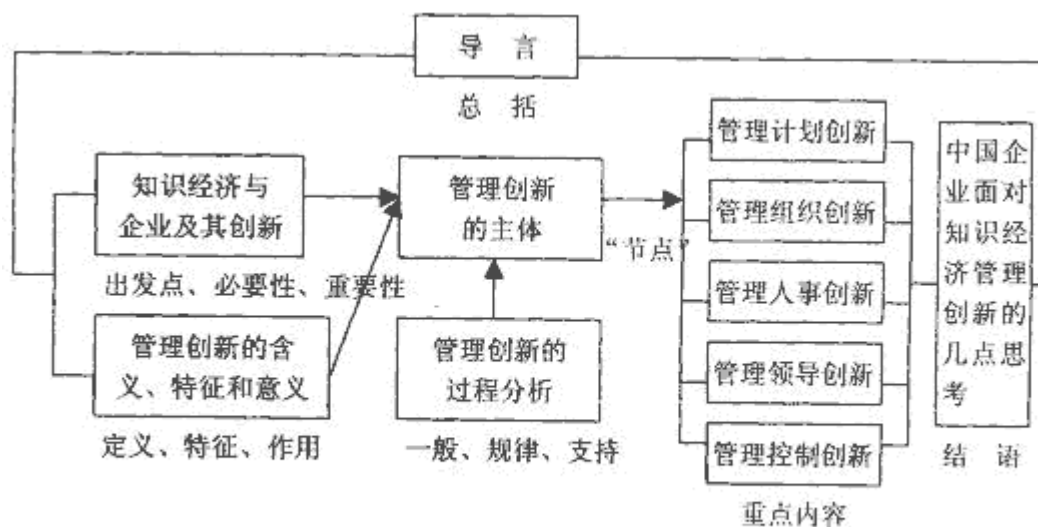 导 言
总 括
知识经济与
企业及其创新
出发点、必要性、重要性
管理创新的含
义、特征和意义
定义、特征、作用
管理创新
的主体
“节点”
管理创新的
过程分析
一般、规律、支持
管理计划创新
管理组织创新
管理人事创新
管理领导创新
管理控制创新
重点内容
中国企
业面对
知识经
济管理
创新的
几点思
考
结 语